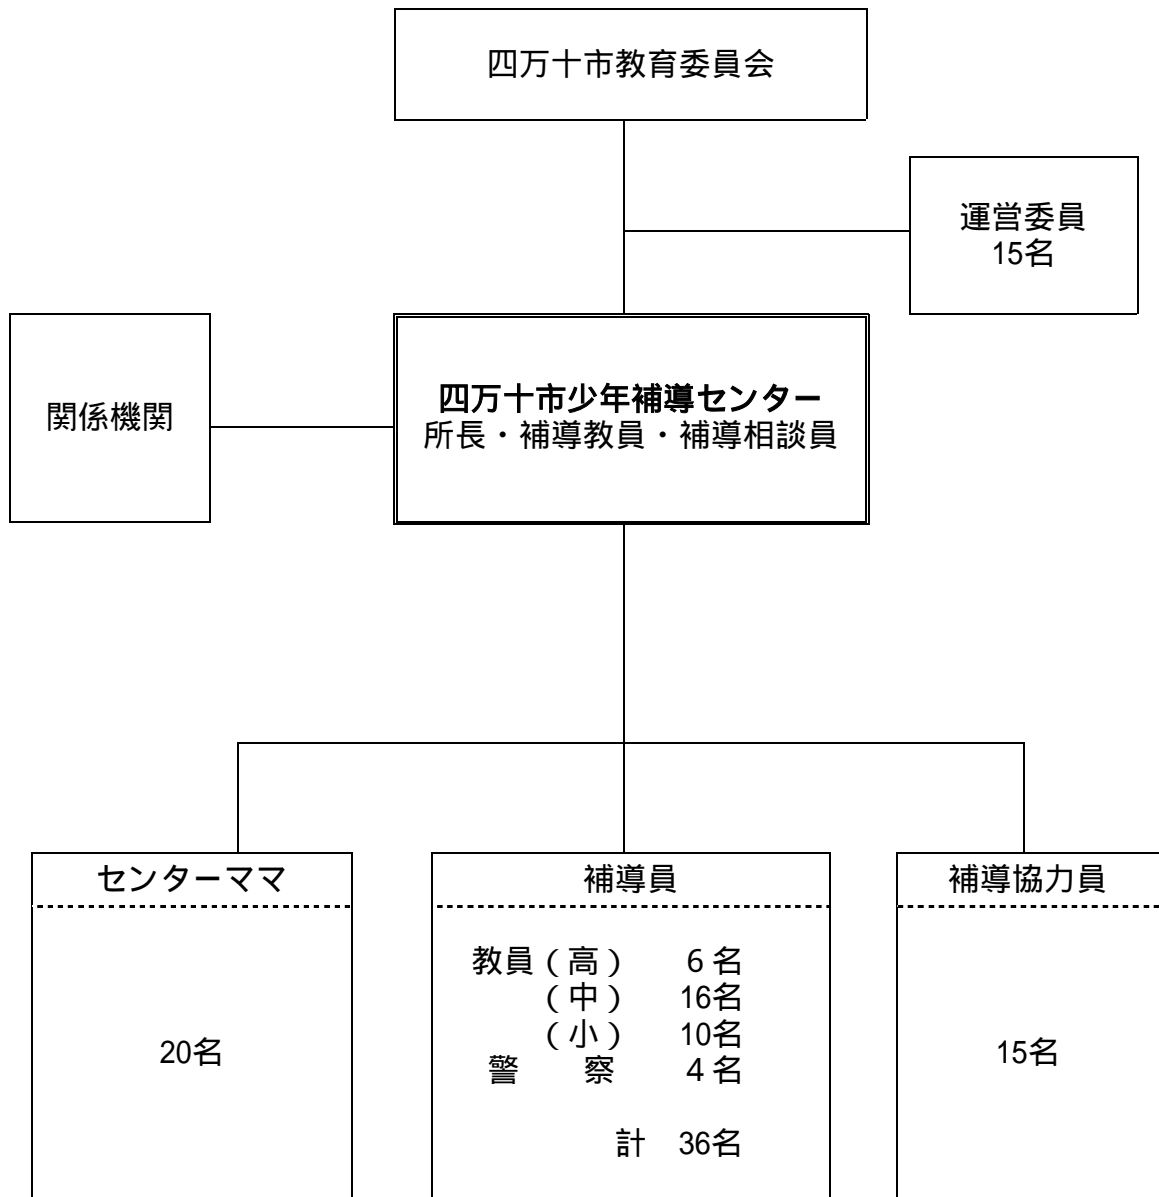 四万十市教育委員会
運営委員
15名
関係機関
四万十市少年補導センター
所長・補導教員・補導相談員
センターママ
20名
補導員
教員（高） 6名
（中） 16名
（小） 10名
警 察 4名
計 36名
補導協力員
15名